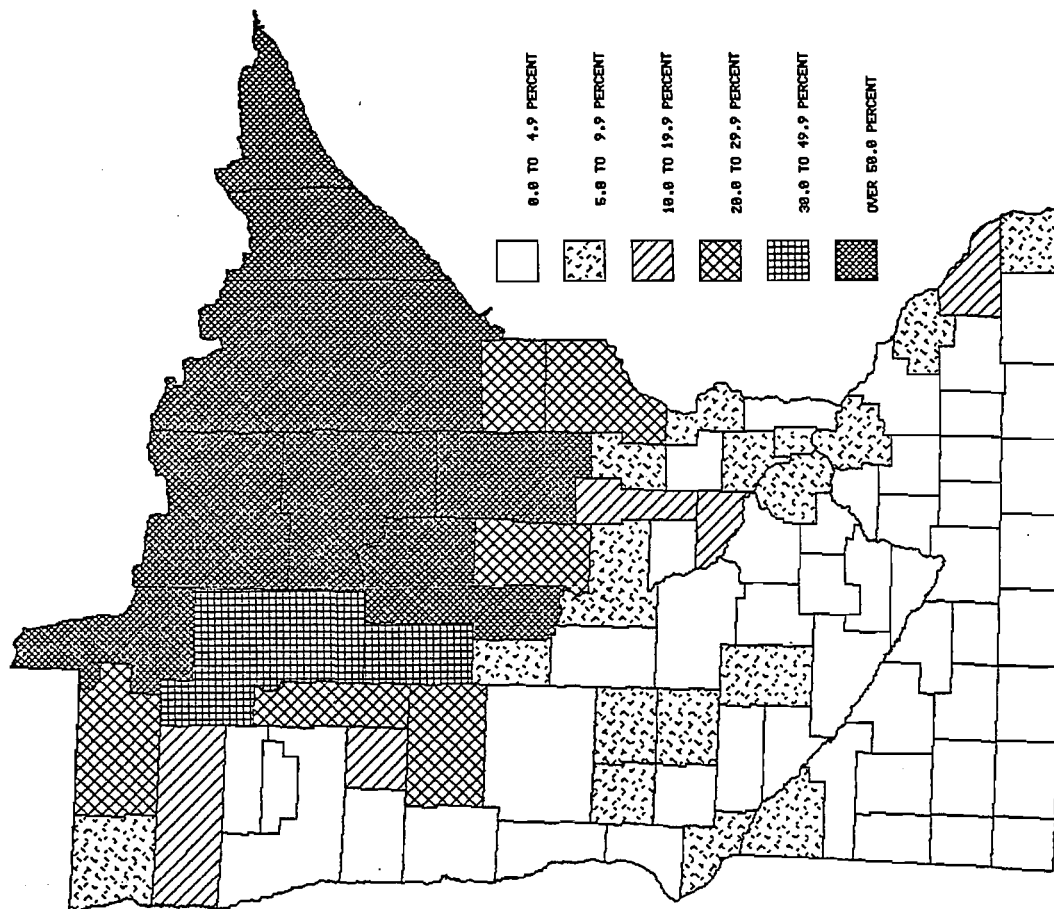 0.0 TO 4.9 PERCENT
5.0 TO 9.9 PERCENT
10.0 TO 19.9 PERCENT
20.0 TO 29.9 PERCENT
30.0 TO 49.9 PERCENT
OVER 50.0 PERCENT